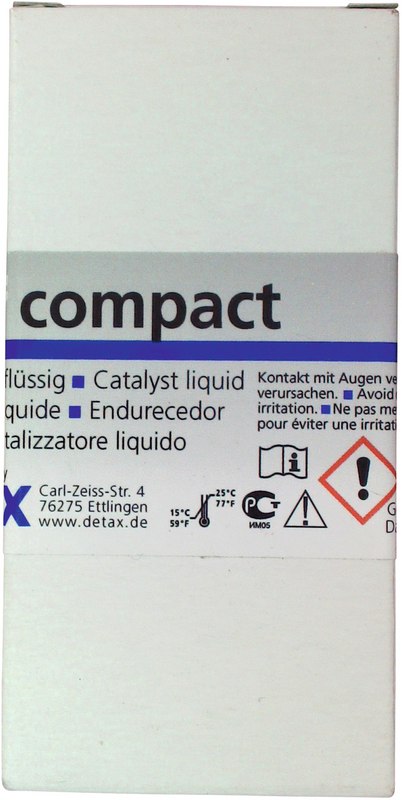 compact
flüssig ■ Catalyst liquid
quide ■ Endurecedor
talizzatore liquido
Kontakt mit Augen ve
verursachen. ■ Avoid
irritation. ■ Ne pas me
pour éviter une irritati
X
Carl-Zeiss-Str. 4
76275 Ettlingen
www.detax.de
25°C
77°F
15°C
59°F
ИМ05
G
Da